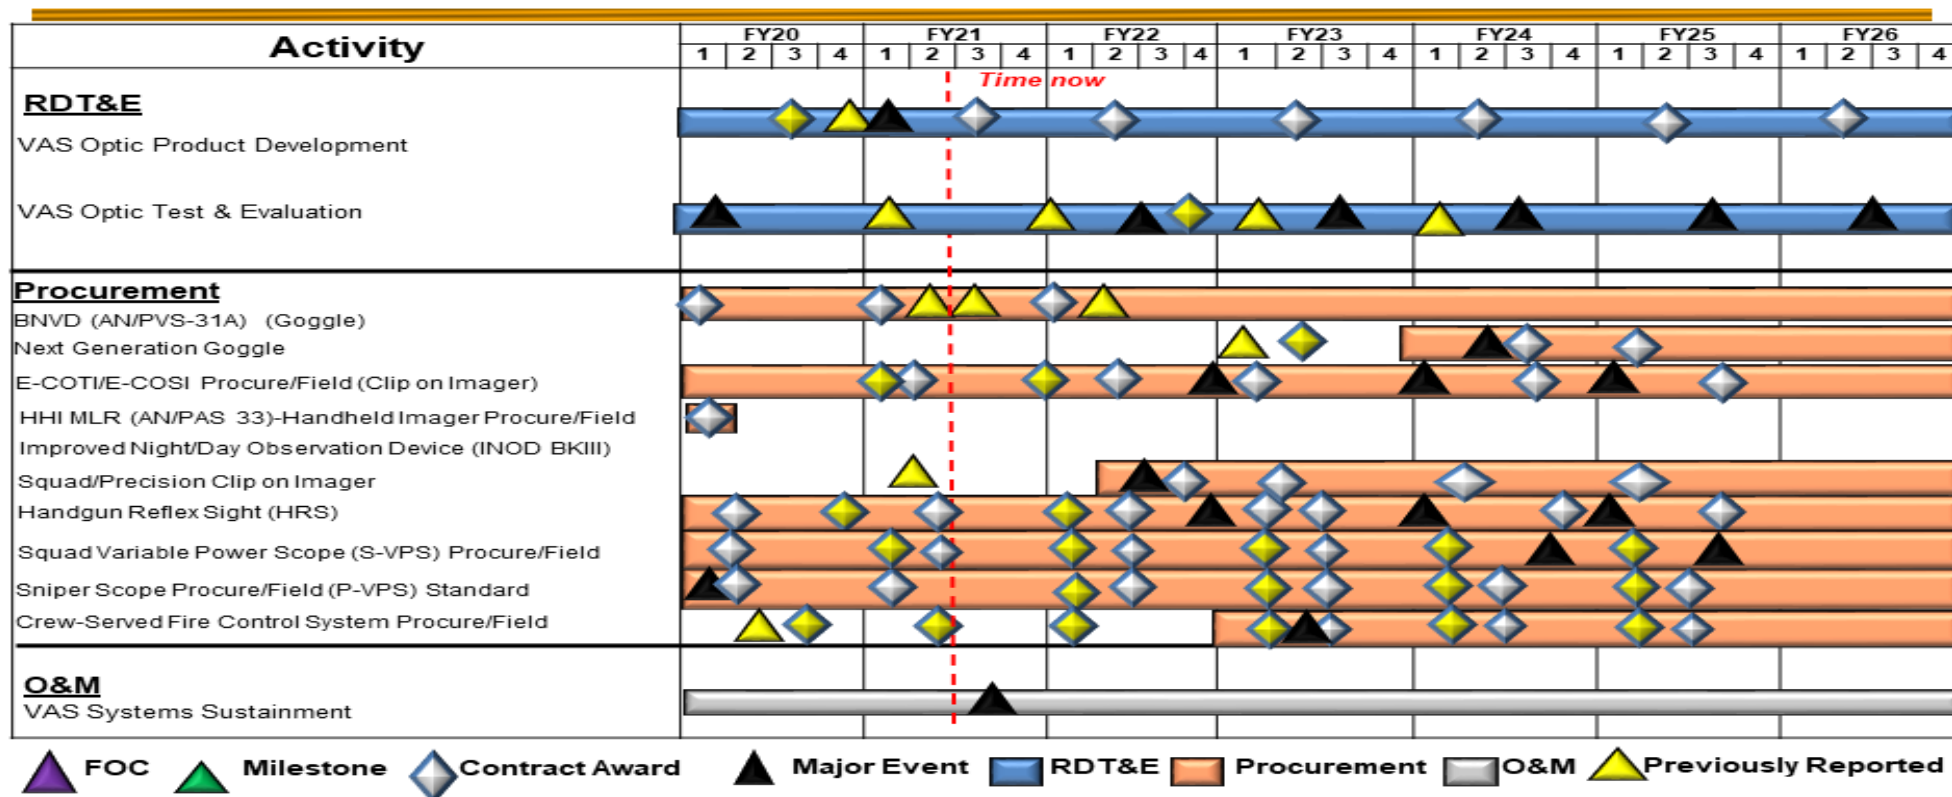 Activity FY20 FY21 FY22 FY23 FY24 FY25 FY26
1 2 3 4 1 2 3 4 1 2 3 4 1 2 3 4 1 2 3 4 1 2 3 4 1 2 3 4
Time now
RDT&E
VAS Optic Product Development
VAS Optic Test & Evaluation
Procurement
BNVD (AN/PVS-31A) (Goggle)
Next Generation Goggle
E-COTI/E-COSI Procure/Field (Clip on Imager)
HHI MLR (AN/PAS 33)-Handheld Imager Procure/Field
Improved Night/Day Observation Device (INOD BKIII)
Squad/Precision Clip on Imager
Handgun Reflex Sight (HRS)
Squad Variable Power Scope (S-VPS) Procure/Field
Sniper Scope Procure/Field (P-VPS) Standard
Crew-Served Fire Control System Procure/Field
O&M
VAS Systems Sustainment
FOC Milestone Contract Award Major Event RDT&E Procurement O&M Previously Reported